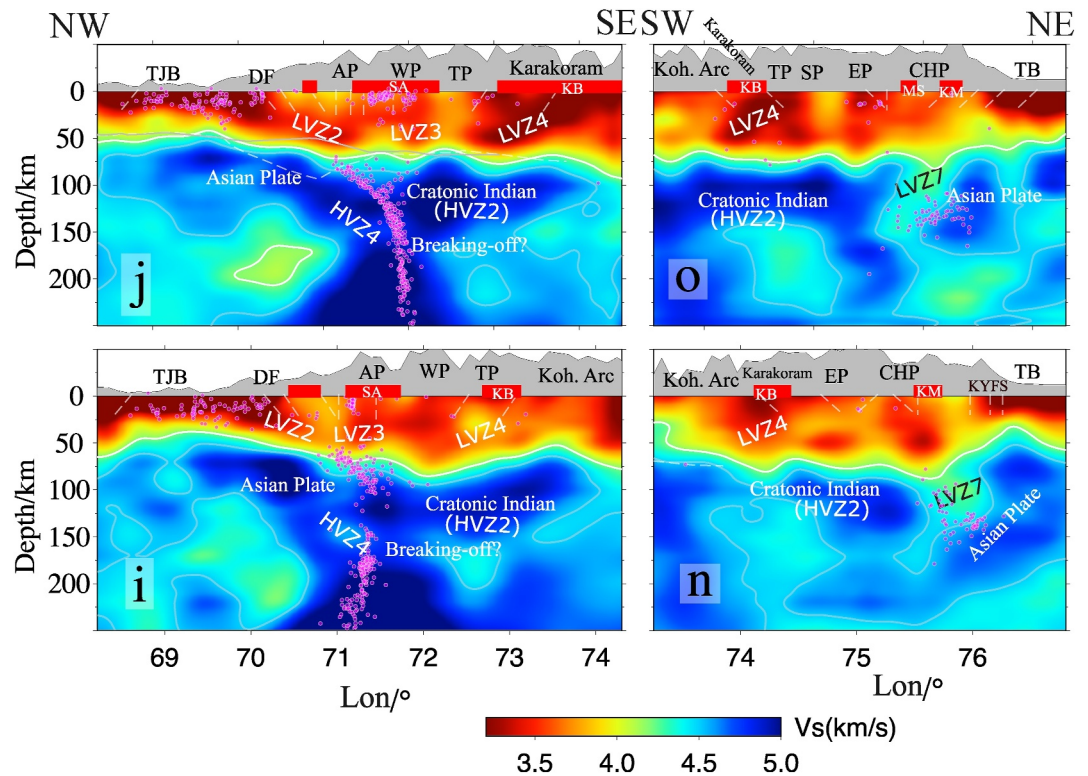 NW
SE
SW
NE
TJB
DF
AP
WP
TP
Karakoram
SA
KB
Koh. Arc
Karakoram
TP
SP
EP
CHP
TB
KB
MS
KM
0
50
100
150
200
Depth/km
LVZ2
LVZ3
LVZ4
Asian Plate
Cratonic Indian
(HVZ2)
HVZ4
Breaking-off?
j
LVZ4
LVZ7
Cratonic Indian
(HVZ2)
Asian Plate
o
TJB
DF
AP
WP
TP
Koh. Arc
SA
KB
Koh. Arc
Karakoram
EP
CHP
KYFS
TB
KB
KM
0
50
100
150
200
Depth/km
LVZ2
LVZ3
LVZ4
Asian Plate
Cratonic Indian
(HVZ2)
HVZ4
Breaking-off?
i
LVZ4
LVZ7
Cratonic Indian
(HVZ2)
Asian Plate
n
69
70
71
72
73
74
Lon/°
74
75
76
Lon/°
Vs(km/s)
3.5
4.0
4.5
5.0